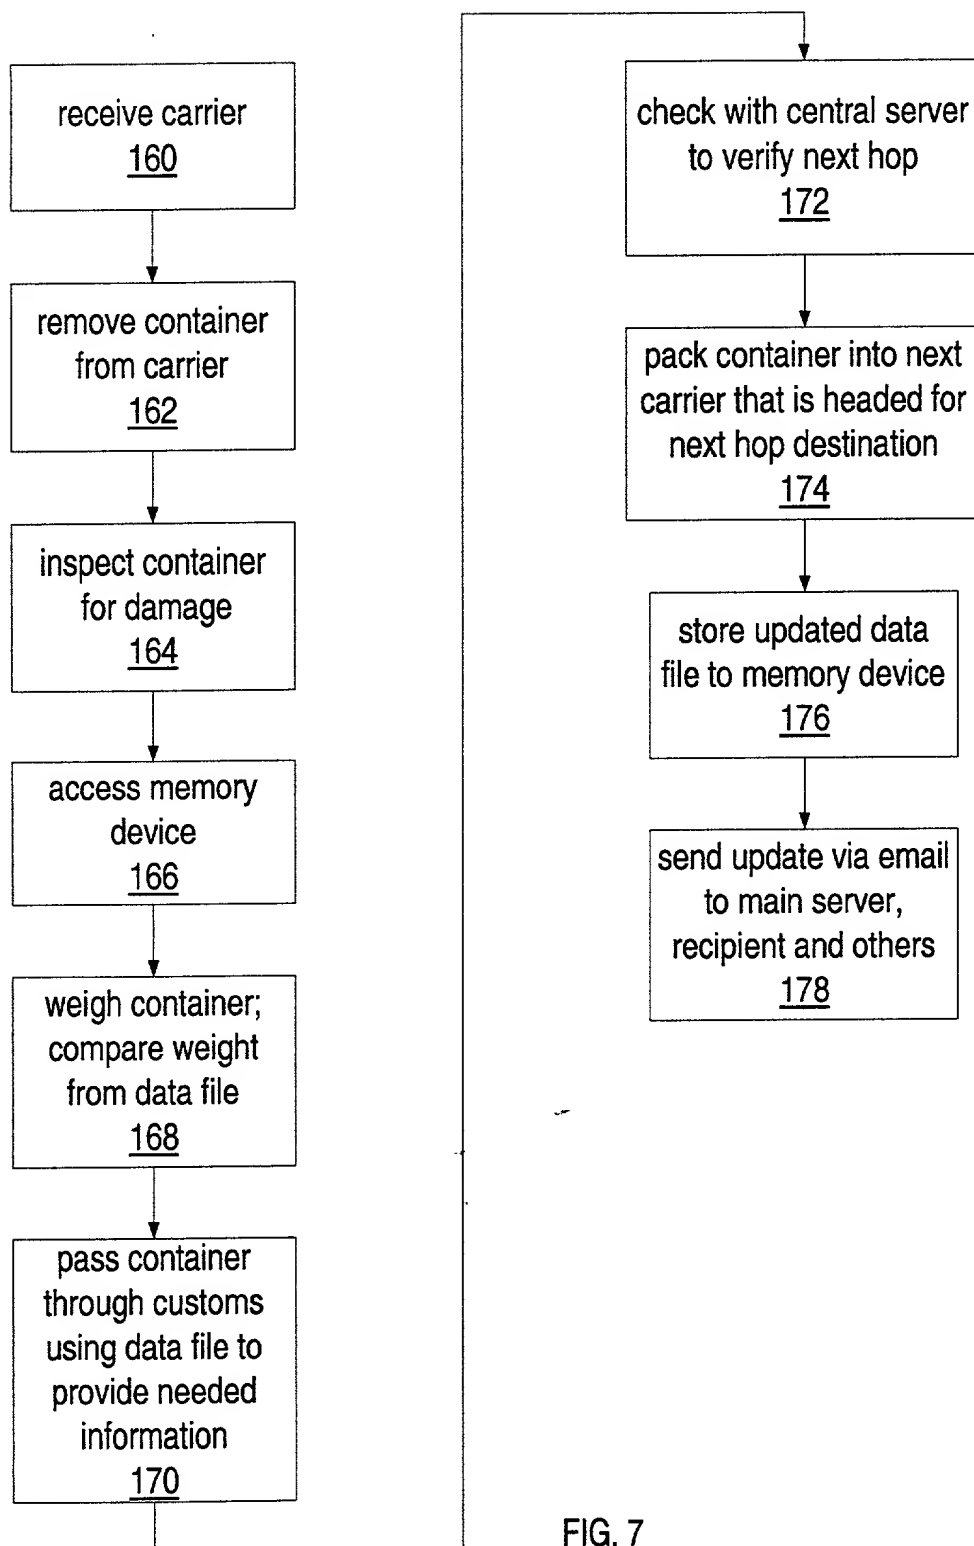 receive carrier
160
remove container
from carrier
162
inspect container
for damage
164
access memory
device
166
weigh container;
compare weight
from data file
168
pass container
through customs
using data file to
provide needed
information
170
check with central server
to verify next hop
172
pack container into next
carrier that is headed for
next hop destination
174
store updated data
file to memory device
176
send update via email
to main server,
recipient and others
178
FIG. 7